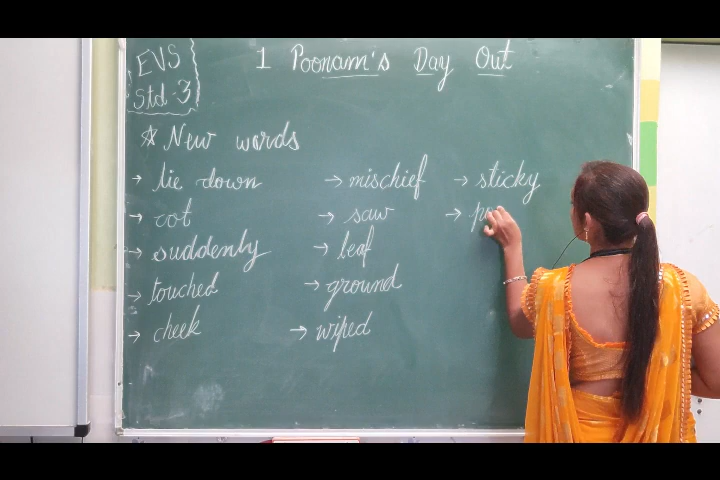 EVS
Std-3
1 Poonam's Day Out
☆ New words
→ lie down
→ cot
→ suddenly
→ touched
→ cheek
→ mischief
→ saw
→ leaf
→ ground
→ wiped
→ sticky
→